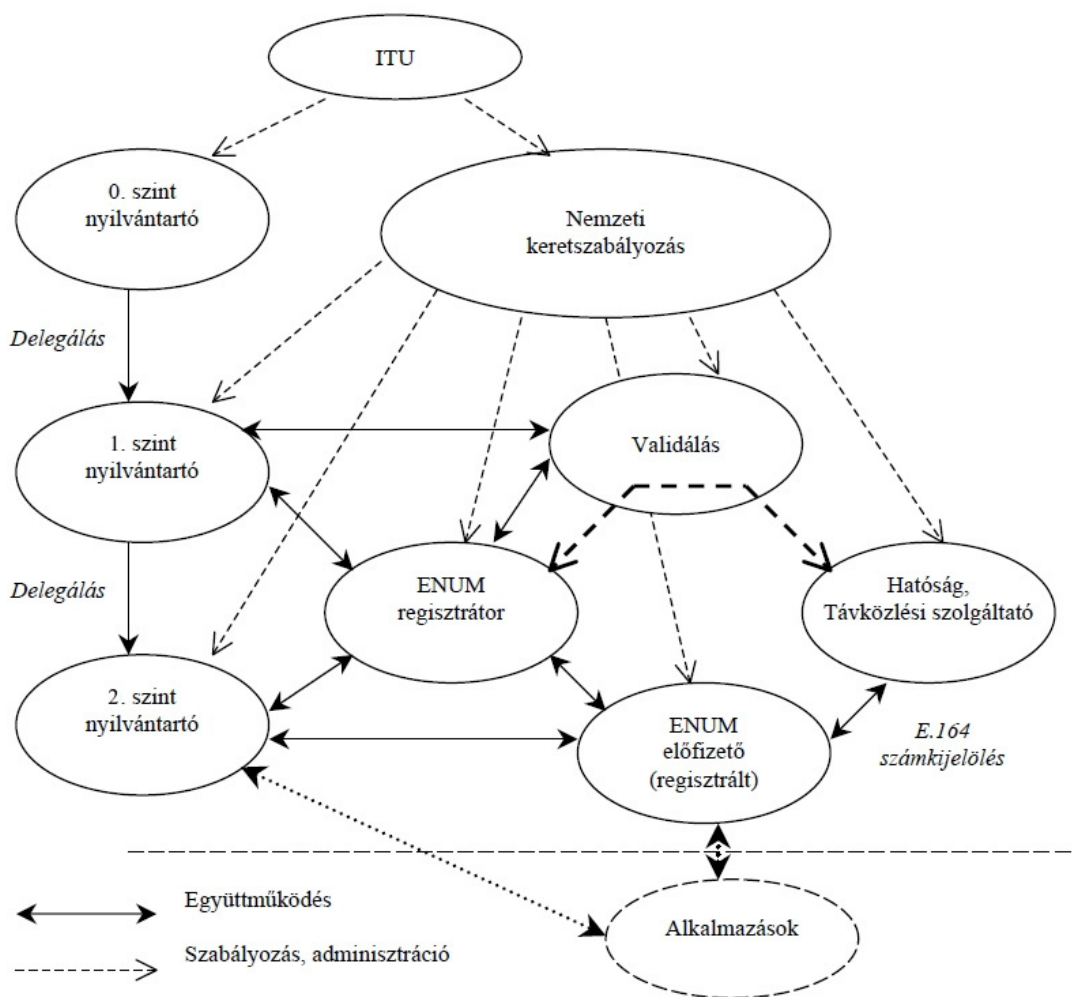 ITU
0. szint
nyilvántartó
Nemzeti
keretszabályozás
Delegálás
1. szint
nyilvántartó
Validálás
Delegálás
ENUM
regisztrátor
Hatóság,
Távközlési szolgáltató
2. szint
nyilvántartó
ENUM
előfizető
(regisztrált)
E.164
számkijelölés
Együttműködés
Alkalmazások
Szabályozás, adminisztráció